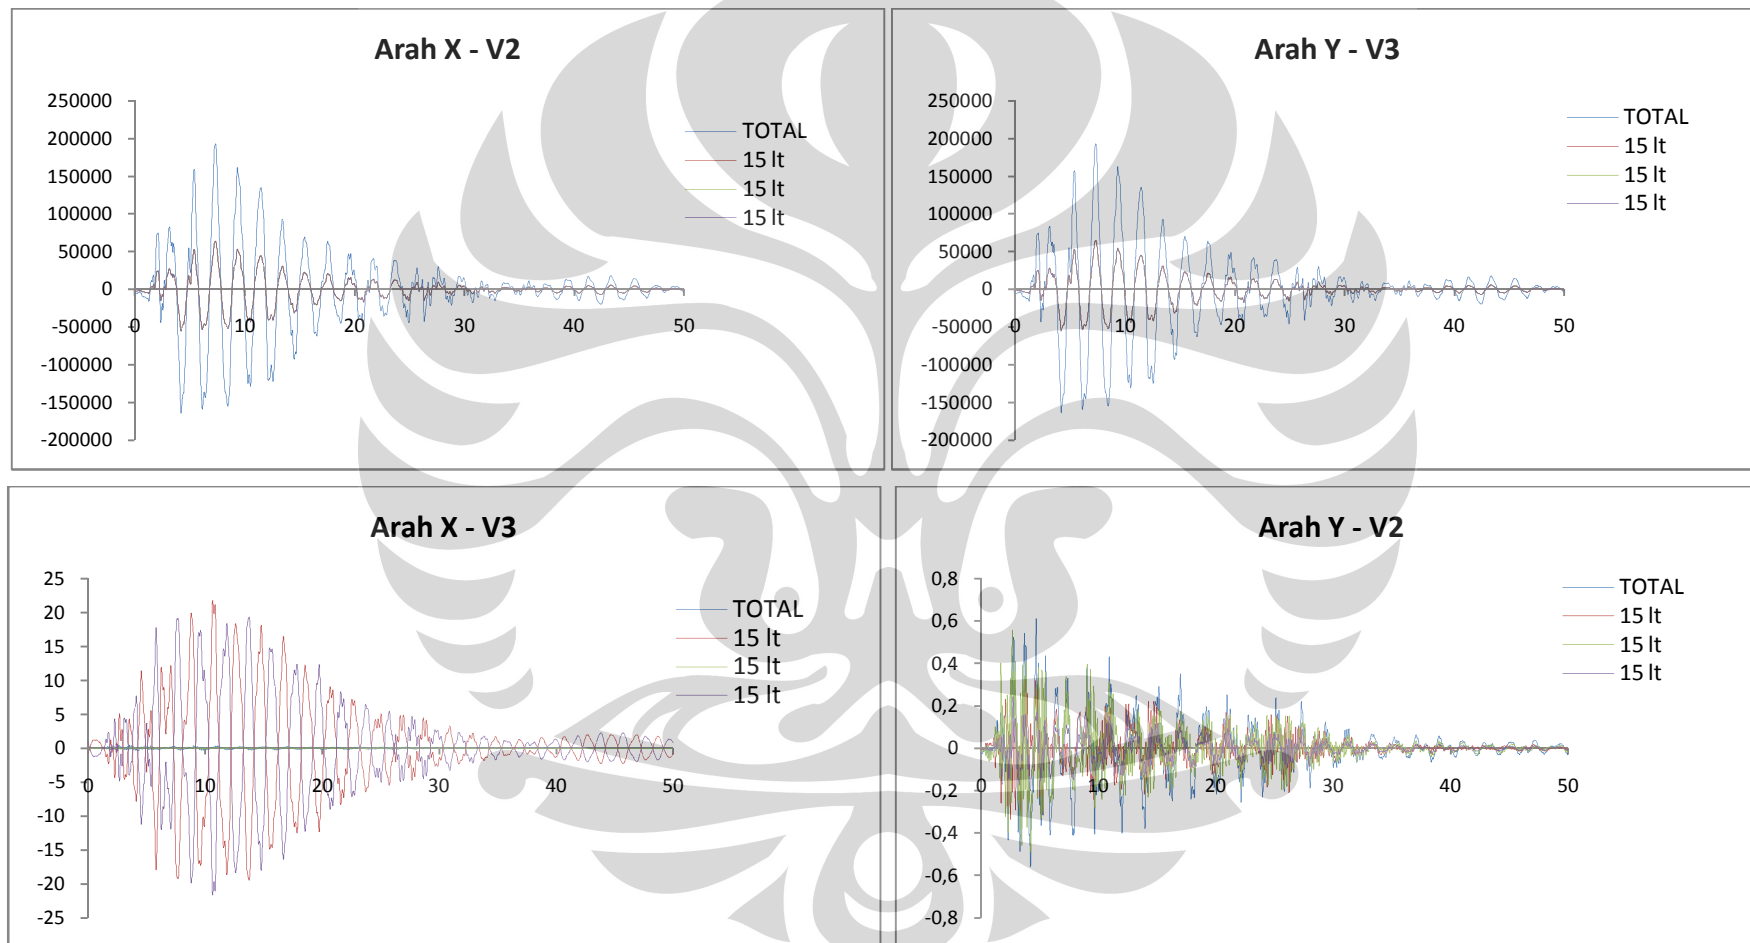 Arah X - V2
250000
200000
150000
100000
50000
0
-50000
-100000
-150000
-200000
0 10 20 30 40 50
TOTAL
15 lt
15 lt
15 lt
Arah Y - V3
250000
200000
150000
100000
50000
0
-50000
-100000
-150000
-200000
0 10 20 30 40 50
TOTAL
15 lt
15 lt
15 lt
Arah X - V3
25
20
15
10
5
0
-5
-10
-15
-20
-25
0 10 20 30 40 50
TOTAL
15 lt
15 lt
15 lt
Arah Y - V2
0,8
0,6
0,4
0,2
0
-0,2
-0,4
-0,6
-0,8
0 10 20 30 40 50
TOTAL
15 lt
15 lt
15 lt